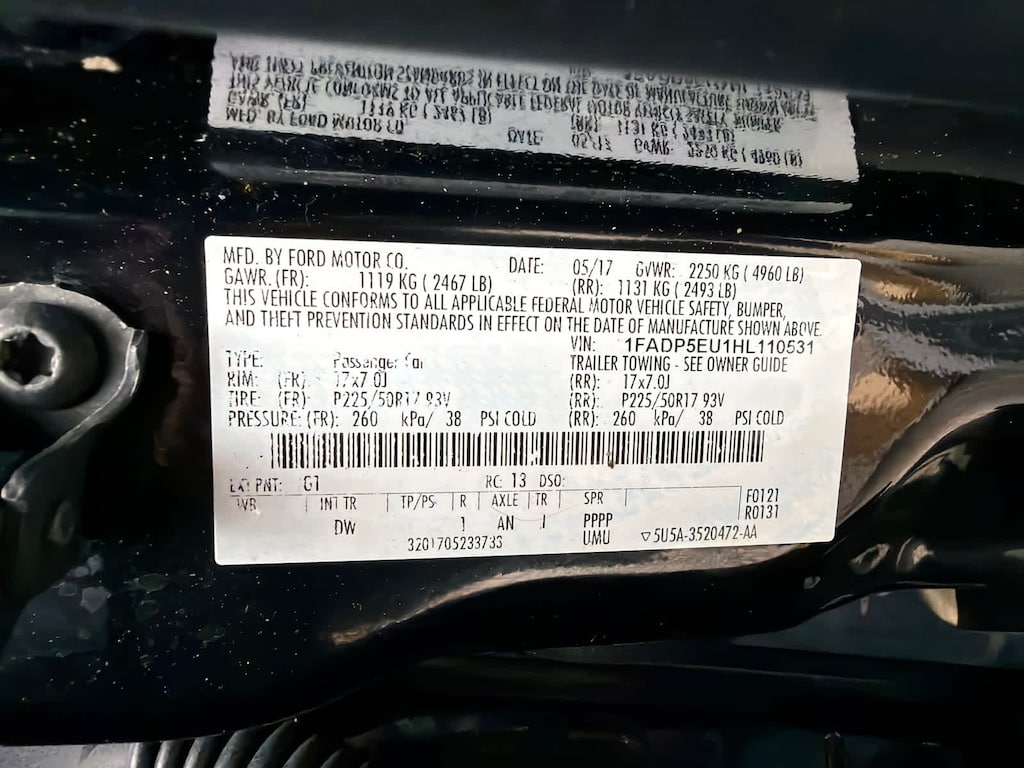 MFD. BY FORD MOTOR CO. DATE: 05/17 GVWR: 2250 KG ( 4960 LB)
GAWR. (FR): 1119 KG ( 2467 LB) (RR): 1131 KG ( 2493 LB)
THIS VEHICLE CONFORMS TO ALL APPLICABLE FEDERAL MOTOR VEHICLE SAFETY, BUMPER,
AND THEFT PREVENTION STANDARDS IN EFFECT ON THE DATE OF MANUFACTURE SHOWN ABOVE.
VIN: 1FADP5EU1HL110531
TYPE: Passenger Car TRAILER TOWING - SEE OWNER GUIDE
RIM: (FR): 17x7.0J (RR): 17x7.0J
TIRE: (FR): P225/50R17 93V (RR): P225/50R17 93V
PRESSURE: (FR): 260 kPa/ 38 PSI COLD (RR): 260 kPa/ 38 PSI COLD
EXT PNT: G1 RC: 13 DSO:
WB INT TR TP/PS R AXLE TR SPR F0121
R0131
DW 1 AN J PPPP
UMU
3201705233733 ▽5U5A-3520472-AA